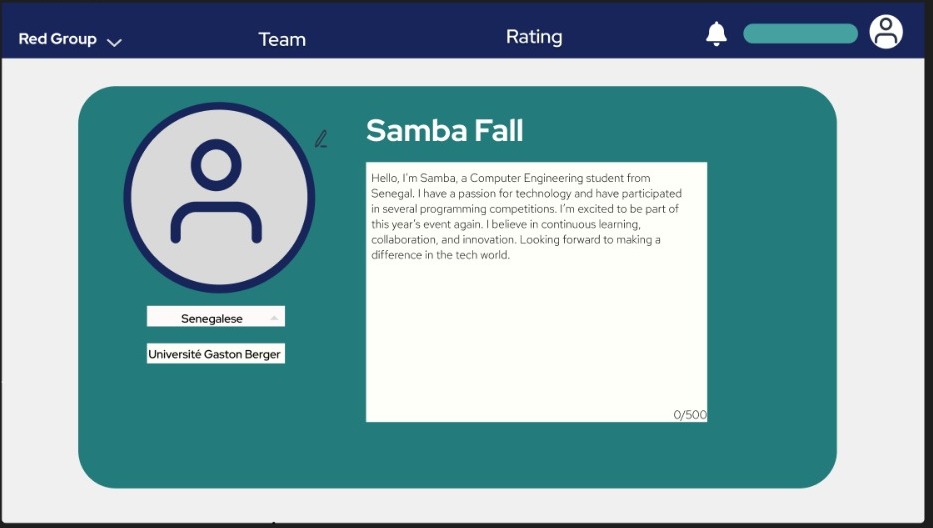 Red Group
Team
Rating
Samba Fall
Hello, I'm Samba, a Computer Engineering student from
Senegal. I have a passion for technology and have participated
in several programming competitions. I'm excited to be part of
this year's event again. I believe in continuous learning,
collaboration, and innovation. Looking forward to making a
difference in the tech world.
0/500
Senegalese
Université Gaston Berger